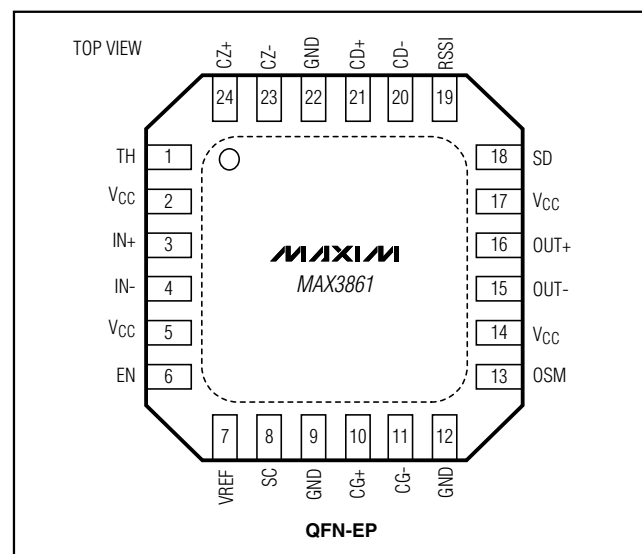 TOP VIEW
CZ+ CZ- GND CD+ CD- RSSI
24 23 22 21 20 19
TH 1 18 SD
VCC 2 17 VCC
IN+ 3 16 OUT+
MAXIM
MAX3861
IN- 4 15 OUT-
VCC 5 14 VCC
EN 6 13 OSM
7 8 9 10 11 12
VREF SC GND CG+ CG- GND
QFN-EP